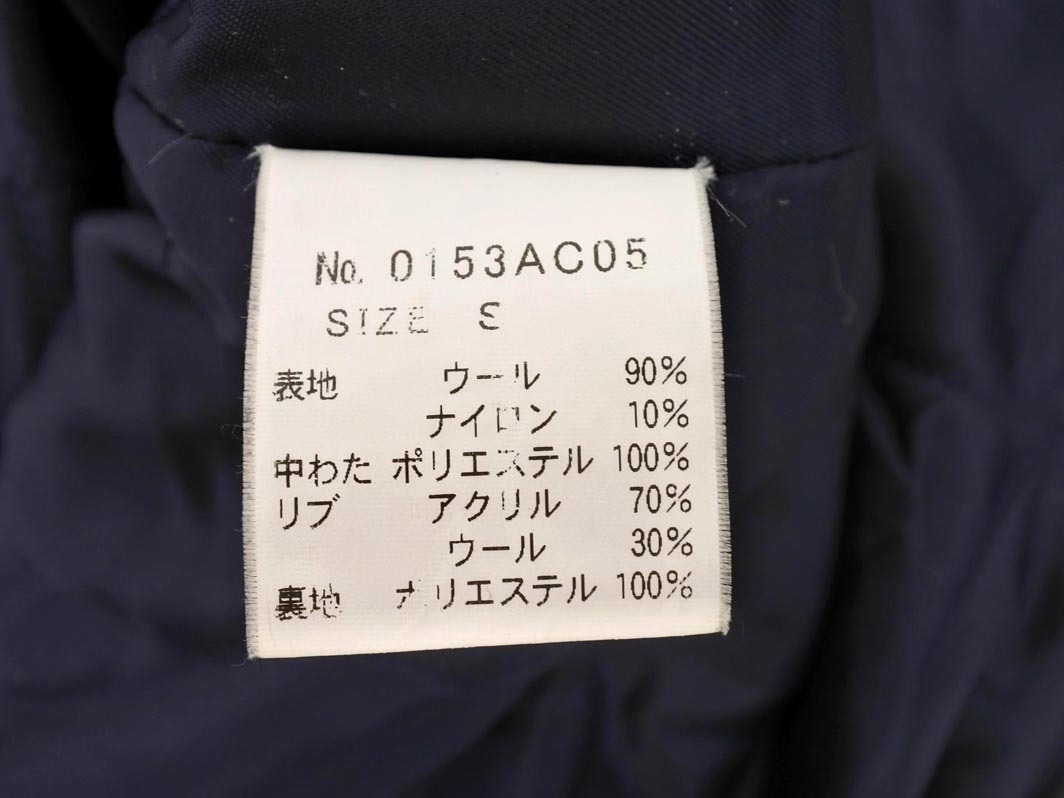 No. 0153AC05
SIZE S
表地 ウール 90%
ナイロン 10%
中わた ポリエステル 100%
リブ アクリル 70%
ウール 30%
裏地 ポリエステル 100%